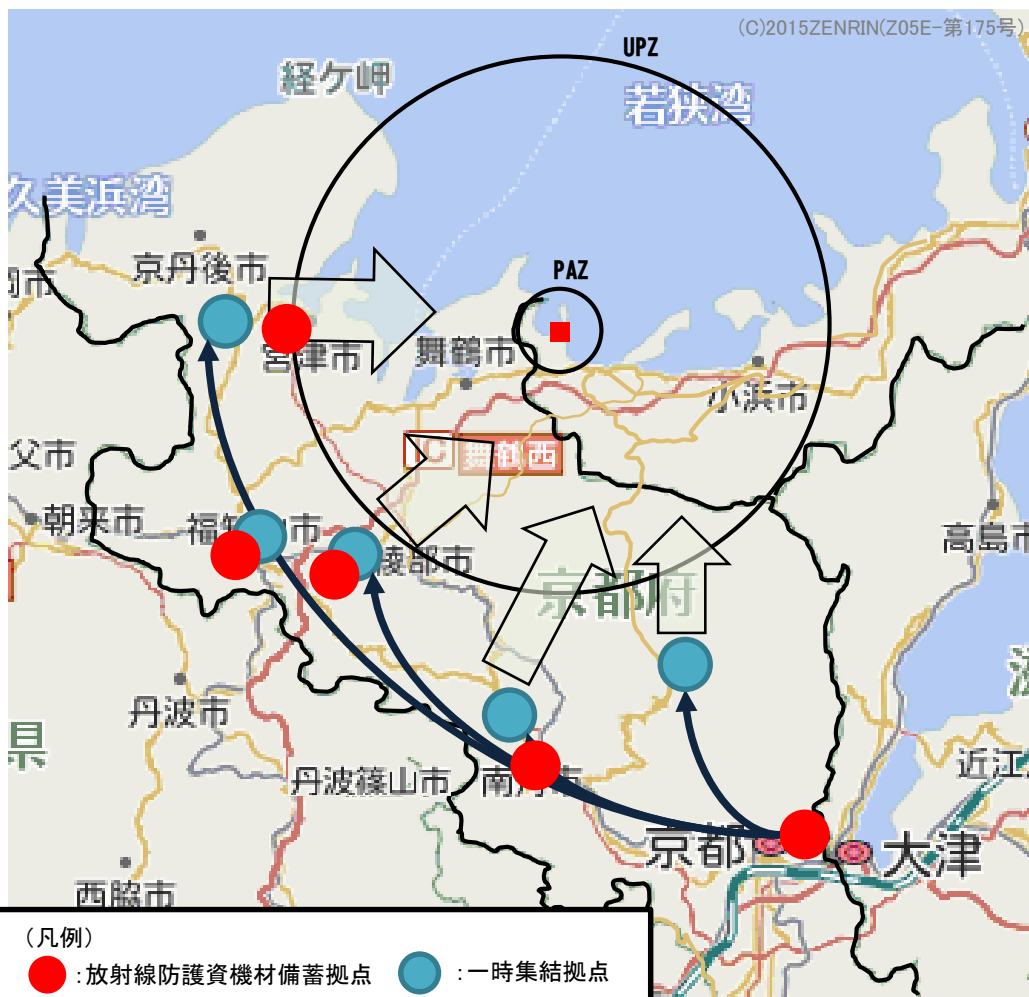 (C)2015ZENRIN(Z05E-第175号)
UPZ
経ケ岬
若狭湾
久美浜湾
京丹後市
PAZ
宮津市
舞鶴市
小浜市
IC 舞鶴西
父市
朝来市
福知山市
綾部市
高島市
京都府
丹波市
県
丹波篠山市
南丹市
近江
京都
大津
西脇市
(凡例)
:放射線防護資機材備蓄拠点
:一時集結拠点